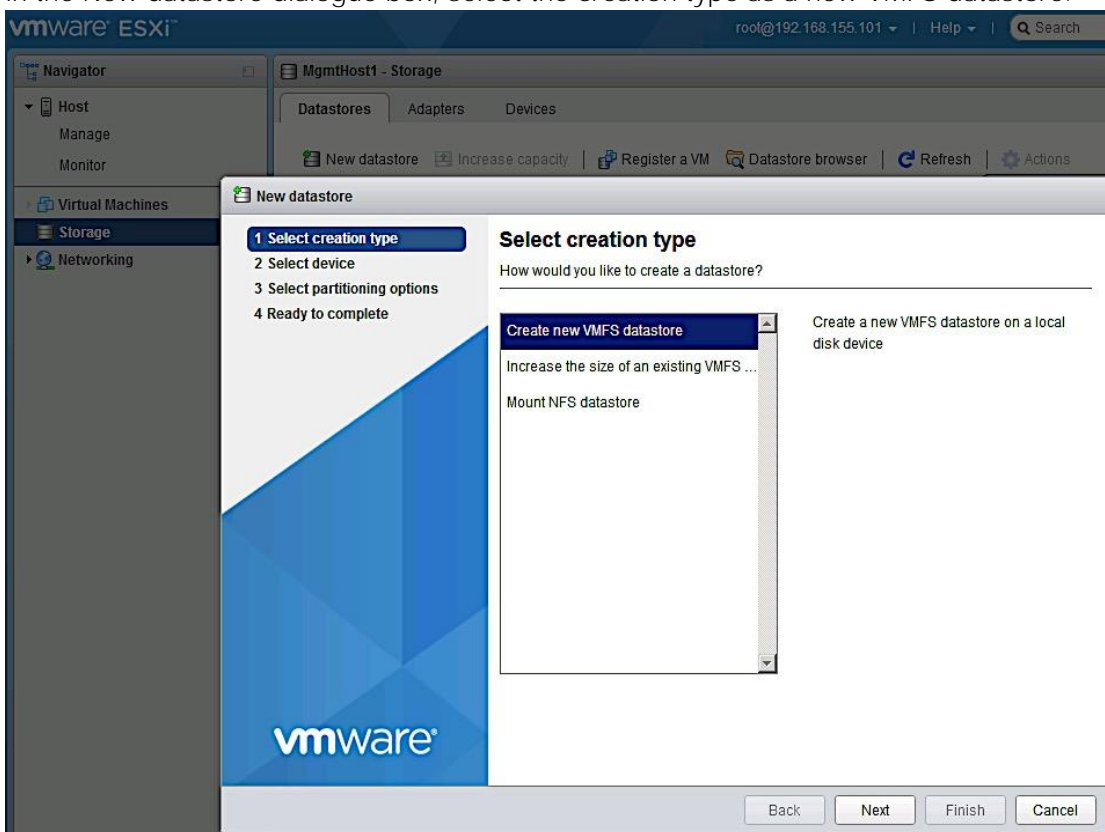 In the New datastore dialogue box, select the creation type as a new VMFS datastore.
vmware ESXi™
root@192.168.155.101 | Help | Search
Navigator
MgmtHost1 - Storage
Host
Manage
Monitor
Virtual Machines
Storage
Networking
Datastores Adapters Devices
New datastore Increase capacity | Register a VM Datastore browser | Refresh | Actions
New datastore
1 Select creation type
2 Select device
3 Select partitioning options
4 Ready to complete
Select creation type
How would you like to create a datastore?
Create new VMFS datastore
Increase the size of an existing VMFS ...
Mount NFS datastore
Create a new VMFS datastore on a local
disk device
vmware®
Back Next Finish Cancel